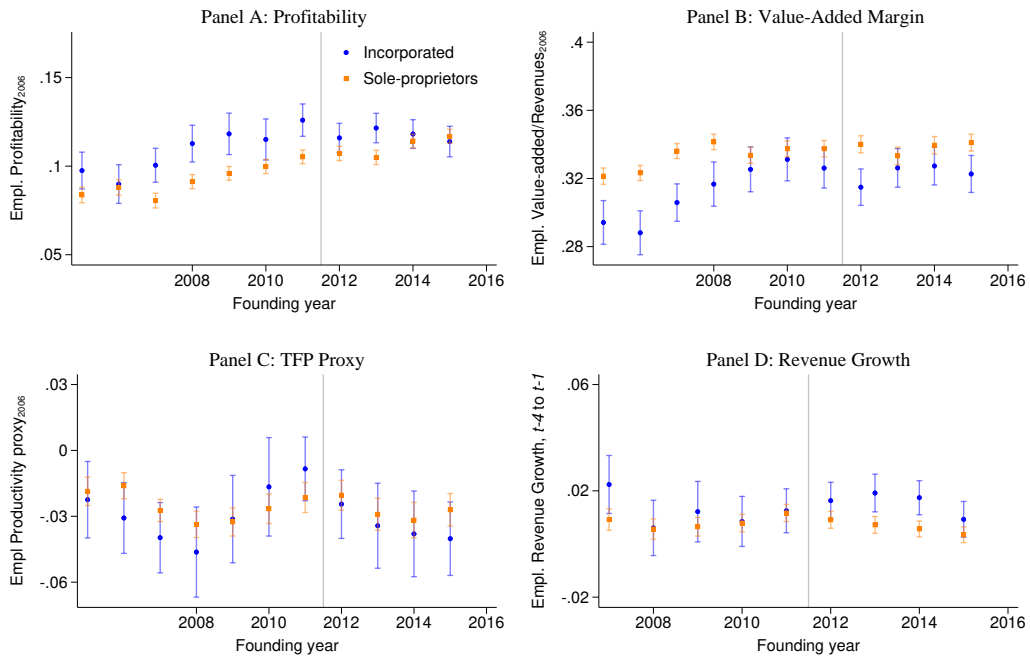 Panel A: Profitability
Empl. Profitability2006
.15
.1
.05
Incorporated
Sole-proprietors
2008 2010 2012 2014 2016
Founding year
Panel B: Value-Added Margin
Empl. Value-added/Revenues2006
.4
.36
.32
.28
2008 2010 2012 2014 2016
Founding year
Panel C: TFP Proxy
Empl Productivity proxy2006
.03
0
-.03
-.06
2008 2010 2012 2014 2016
Founding year
Panel D: Revenue Growth
Empl. Revenue Growth, t-4 to t-1
.06
.02
-.02
2008 2010 2012 2014 2016
Founding year